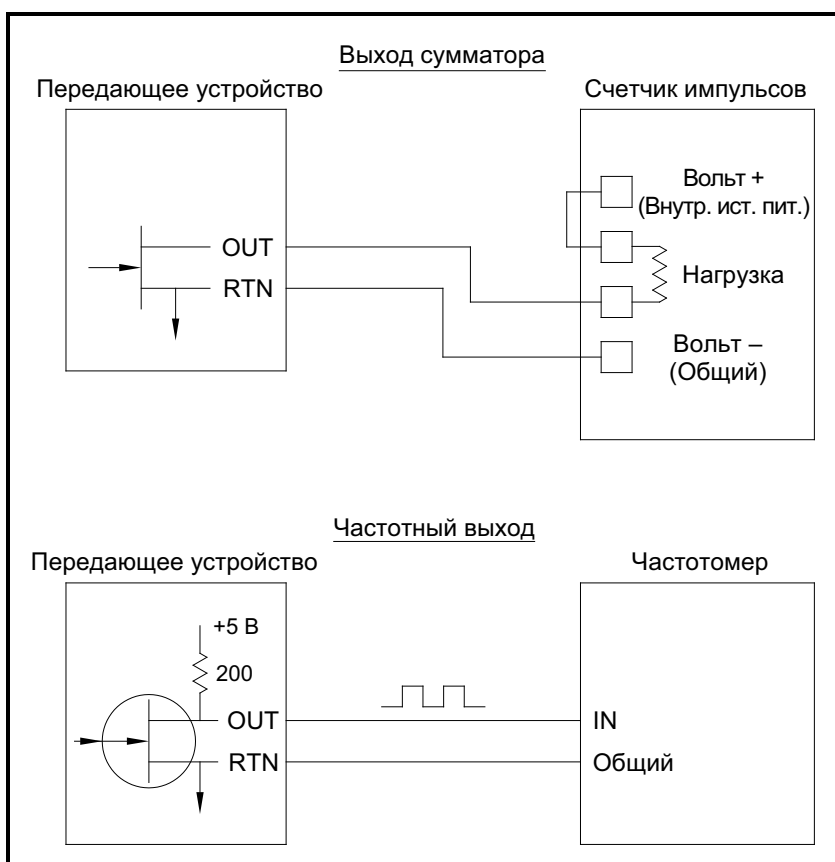 Выход сумматора
Передающее устройство
Счетчик импульсов
Вольт +
(Внутр. ист. пит.)
OUT
Нагрузка
RTN
Вольт –
(Общий)
Частотный выход
Передающее устройство
Частотомер
+5 В
200
OUT
IN
RTN
Общий